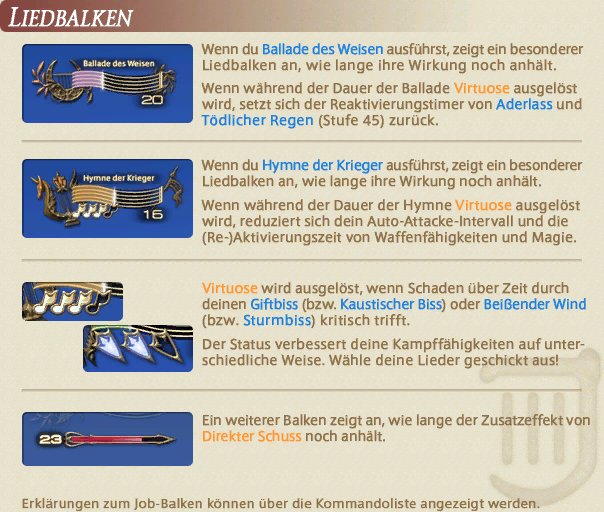 LIEDBALKEN
Ballade des Weisen
20
Wenn du Ballade des Weisen ausführst, zeigt ein besonderer
Liedbalken an, wie lange ihre Wirkung noch anhält.
Wenn während der Dauer der Ballade Virtuose ausgelöst
wird, setzt sich der Reaktivierungstimer von Aderlass und
Tödlicher Regen (Stufe 45) zurück.
Hymne der Krieger
16
Wenn du Hymne der Krieger ausführst, zeigt ein besonderer
Liedbalken an, wie lange ihre Wirkung noch anhält.
Wenn während der Dauer der Hymne Virtuose ausgelöst
wird, reduziert sich dein Auto-Attacke-Intervall und die
(Re-)Aktivierungszeit von Waffenfähigkeiten und Magie.
Virtuose wird ausgelöst, wenn Schaden über Zeit durch
deinen Giftbiss (bzw. Kaustischer Biss) oder Beißender Wind
(bzw. Sturmbiss) kritisch trifft.
Der Status verbessert deine Kampffähigkeiten auf unter-
schiedliche Weise. Wähle deine Lieder geschickt aus!
23
Ein weiterer Balken zeigt an, wie lange der Zusatzeffekt von
Direkter Schuss noch anhält.
Erklärungen zum Job-Balken können über die Kommandoliste angezeigt werden.